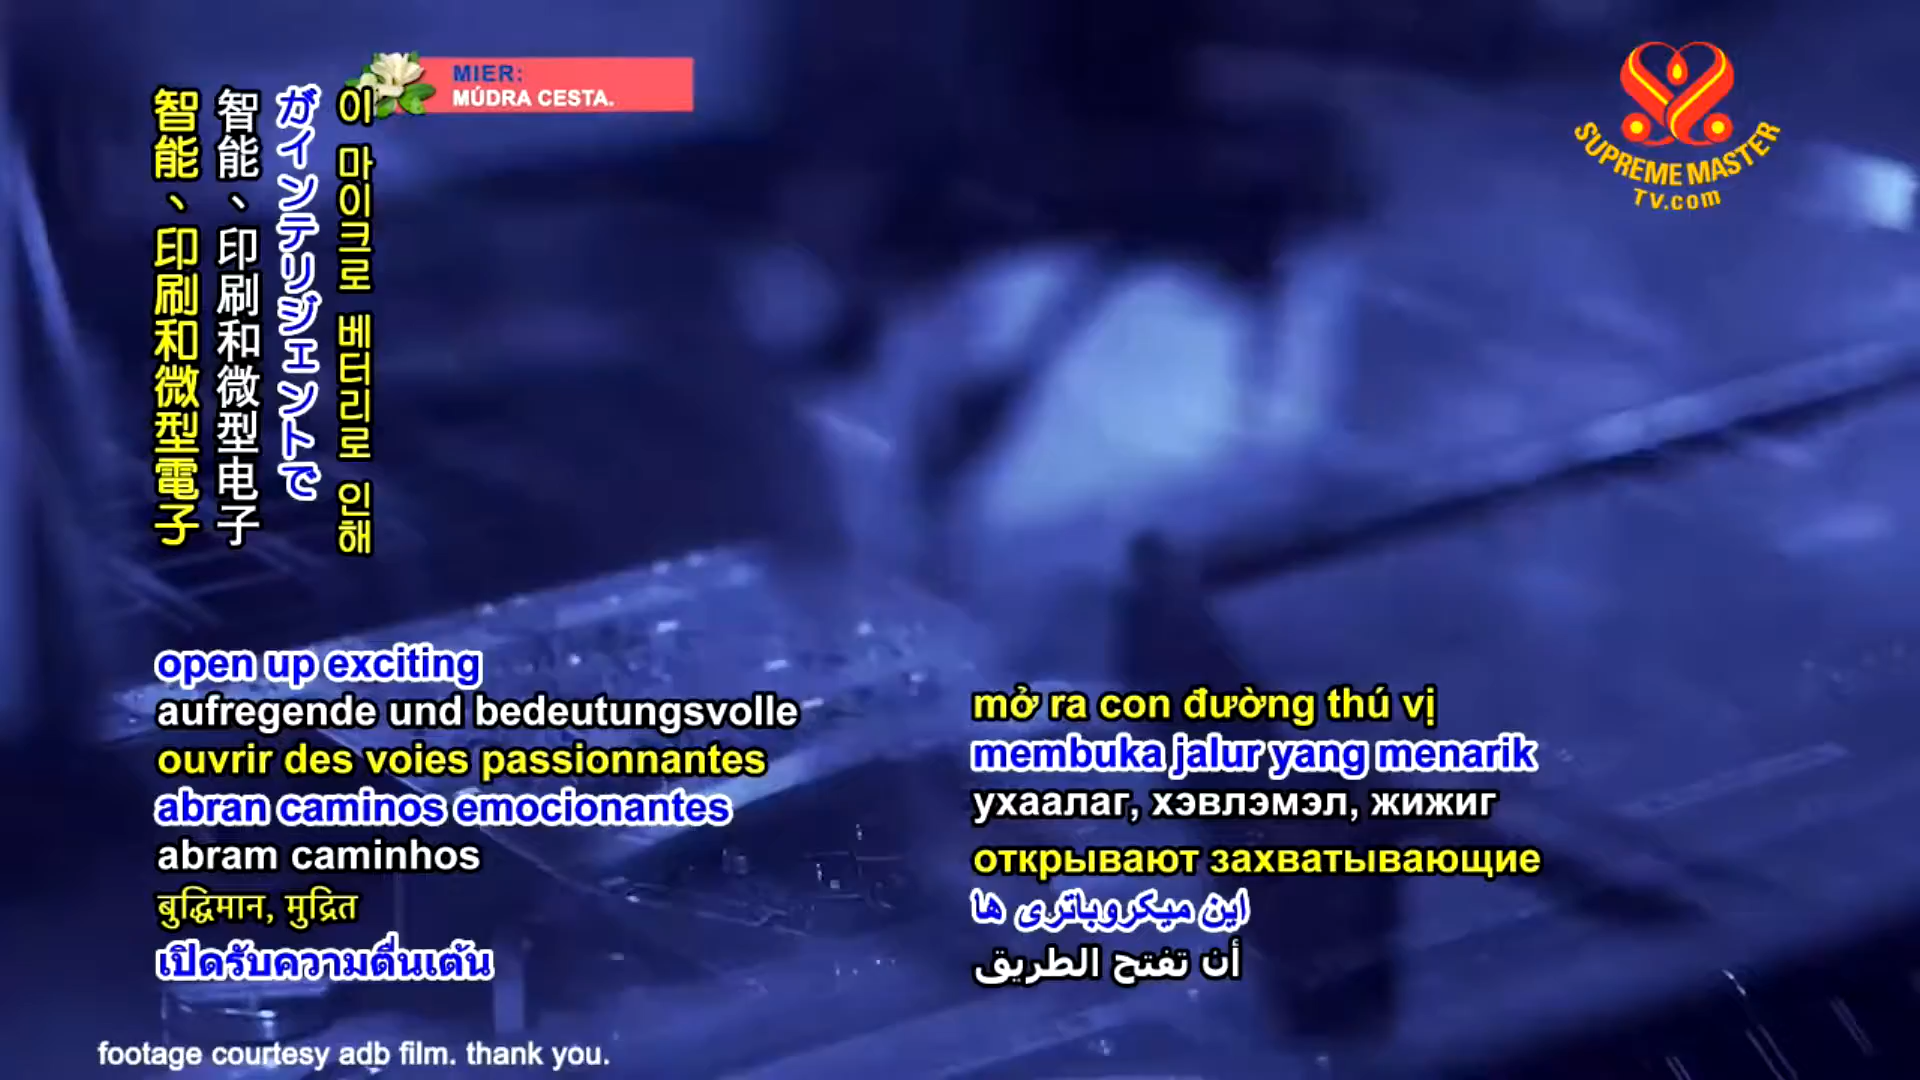 MIER:
MÚDRA CESTA.
SUPREME MASTER
TV.com
智能、印刷和微型電子
智能、印刷和微型电子
がインテリジェントで
이 마이크로 베터리로 인해
open up exciting
aufregende und bedeutungsvolle
ouvrir des voies passionnantes
abran caminos emocionantes
abram caminhos
बुद्धिमान, मुद्रित
เปิดรับความตื่นเต้น
mở ra con đường thú vị
membuka jalur yang menarik
ухаалаг, хэвлэмэл, жижиг
открывают захватывающие
این میکروباتری ها
أن تفتح الطريق
footage courtesy adb film. thank you.